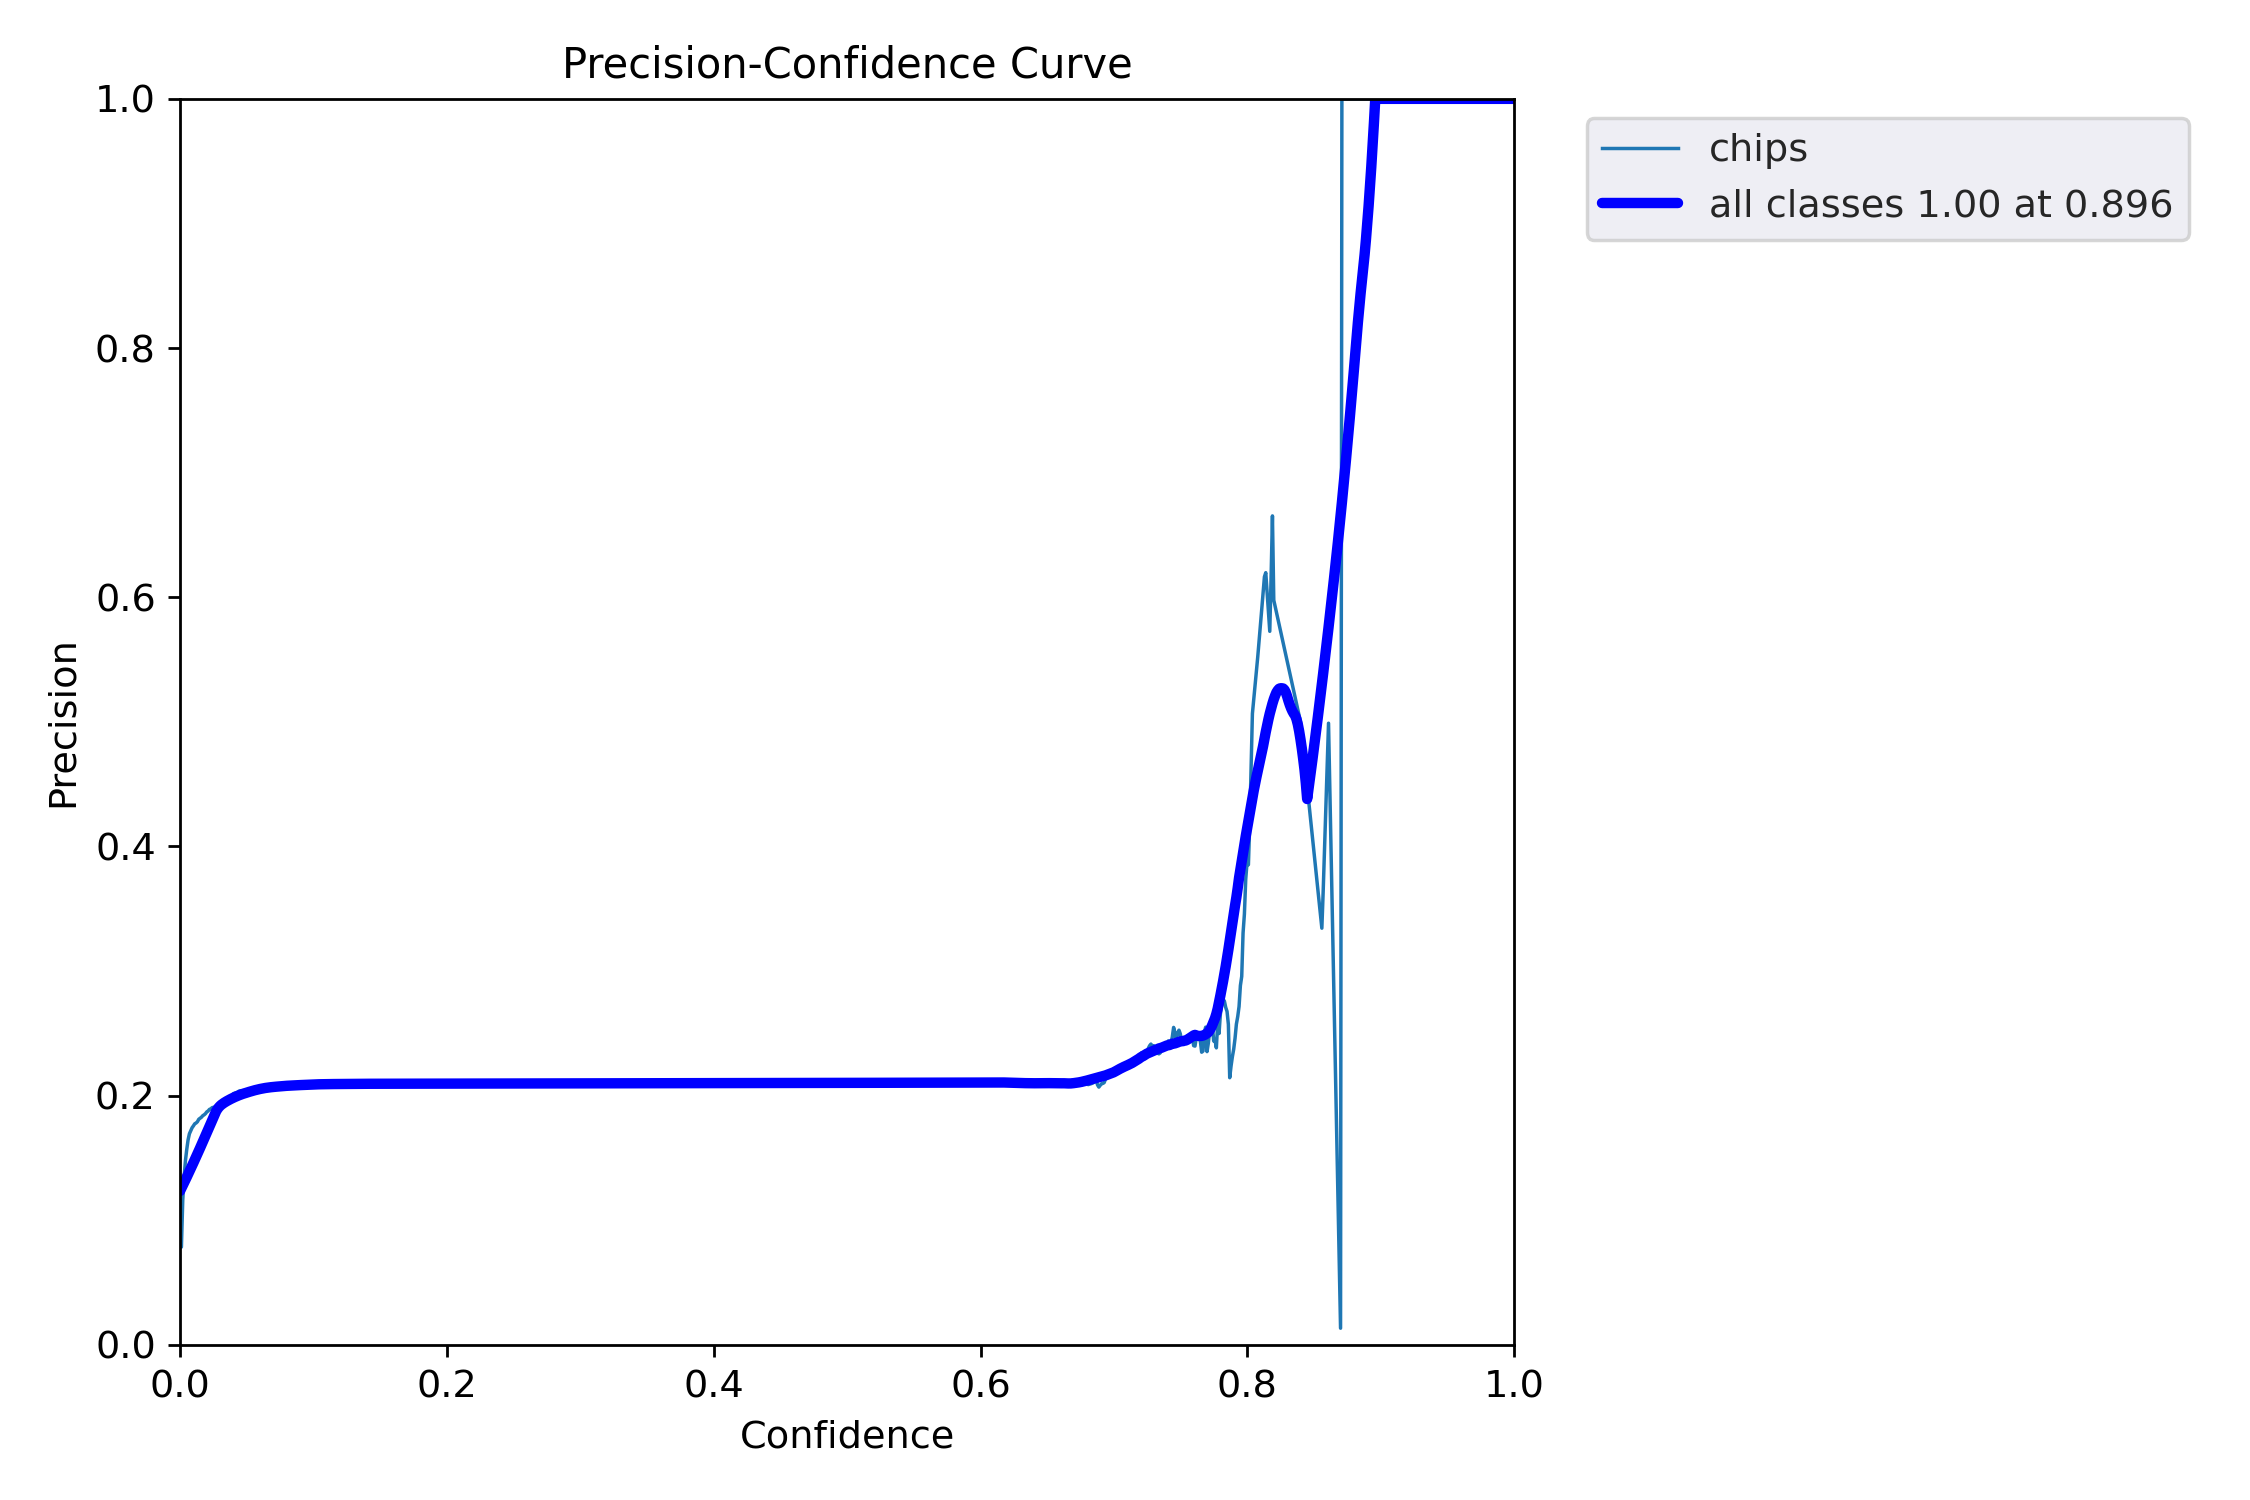 Precision-Confidence Curve
1.0
0.8
0.6
0.4
0.2
0.0
Precision
0.0 0.2 0.4 0.6 0.8 1.0
Confidence
chips
all classes 1.00 at 0.896